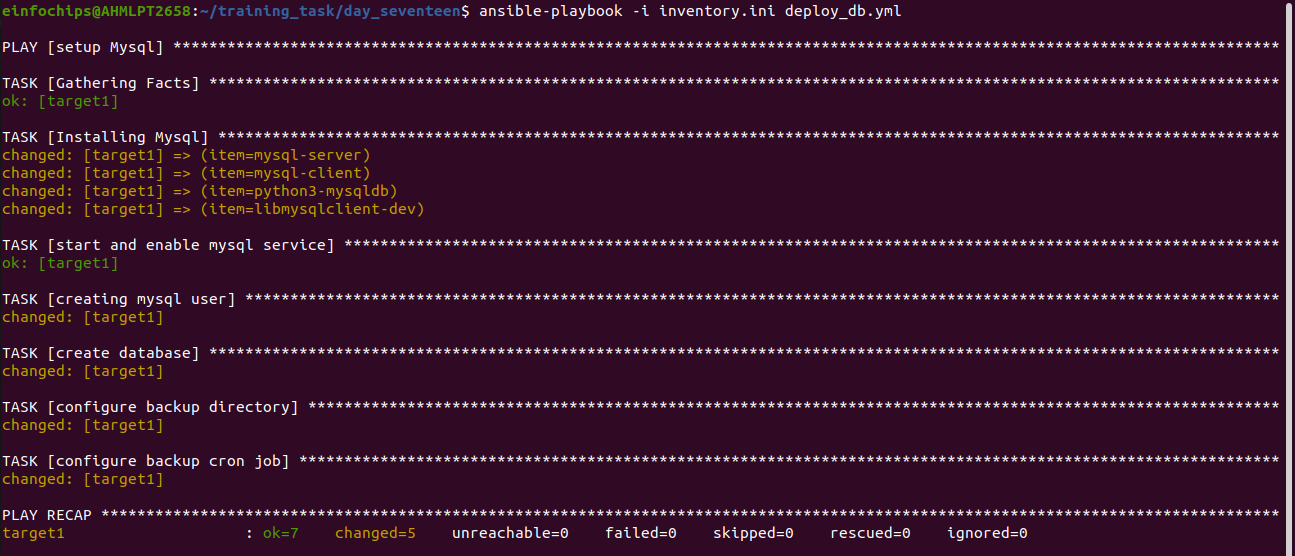 einfochips@AHMLPT2658:~/training_task/day_seventeen$ ansible-playbook -i inventory.ini deploy_db.yml
PLAY [setup Mysql] ***************************************************************************************************************************
TASK [Gathering Facts] ***********************************************************************************************************************
ok: [target1]
TASK [Installing Mysql] **********************************************************************************************************************
changed: [target1] => (item=mysql-server)
changed: [target1] => (item=mysql-client)
changed: [target1] => (item=python3-mysqldb)
changed: [target1] => (item=libmysqlclient-dev)
TASK [start and enable mysql service] ********************************************************************************************************
ok: [target1]
TASK [creating mysql user] *******************************************************************************************************************
changed: [target1]
TASK [create database] ***********************************************************************************************************************
changed: [target1]
TASK [configure backup directory] ************************************************************************************************************
changed: [target1]
TASK [configure backup cron job] *************************************************************************************************************
changed: [target1]
PLAY RECAP ***********************************************************************************************************************************
target1                    : ok=7    changed=5    unreachable=0    failed=0    skipped=0    rescued=0    ignored=0